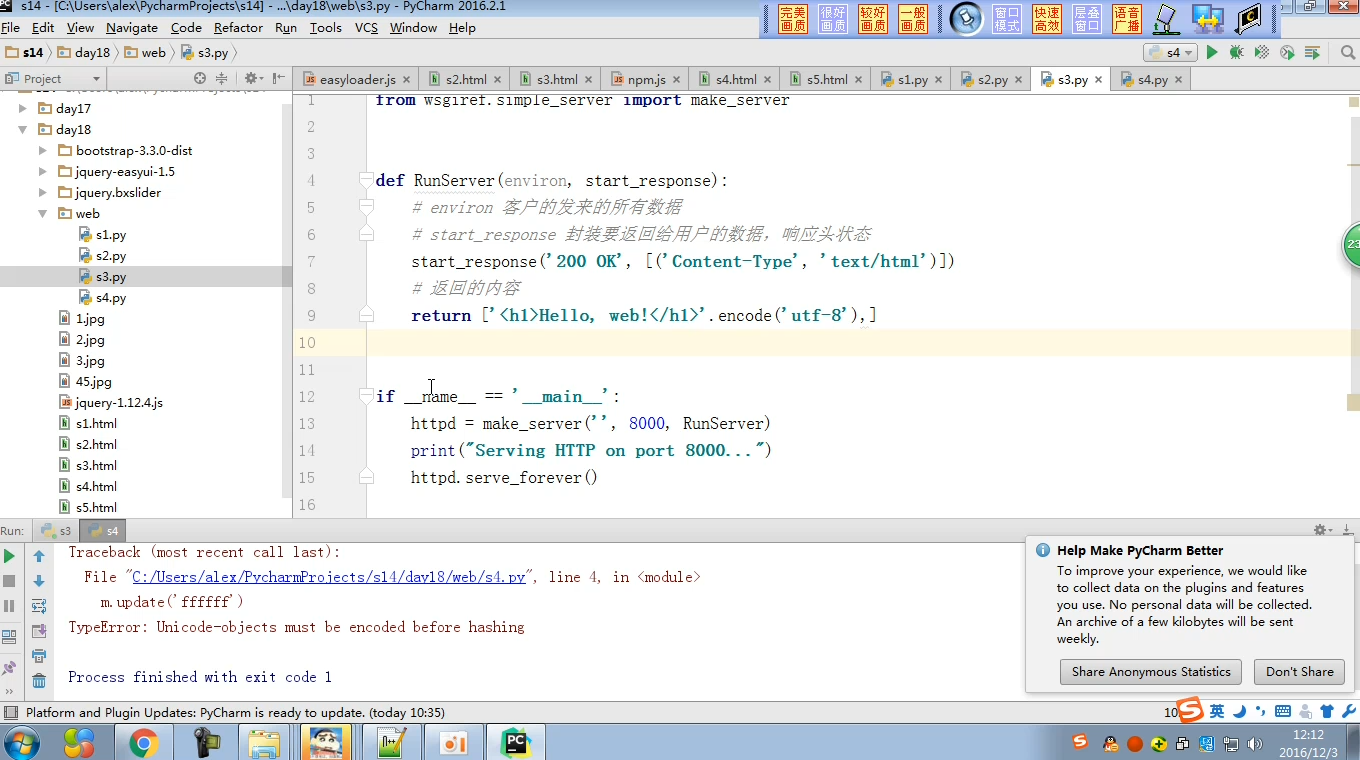 s14 - [C:\Users\alex\PycharmProjects\s14] - ...\day18\web\s3.py - PyCharm 2016.2.1
完美画质 很好画质 较好画质 一般画质 窗口模式 快速高效 层叠窗口 语音广播
File Edit View Navigate Code Refactor Run Tools VCS Window Help
s14 day18 web s3.py s4
Project
easyloader.js s2.html s3.html npm.js s4.html s5.html s1.py s2.py s3.py s4.py
day17
day18
bootstrap-3.3.0-dist
jquery-easyui-1.5
jquery.bxslider
web
s1.py
s2.py
s3.py
s4.py
1.jpg
2.jpg
3.jpg
45.jpg
jquery-1.12.4.js
s1.html
s2.html
s3.html
s4.html
s5.html
1 from wsgiref.simple_server import make_server
2
3
4 def RunServer(environ, start_response):
5 # environ 客户的发来的所有数据
6 # start_response 封装要返回给用户的数据，响应头状态
7 start_response('200 OK', [('Content-Type', 'text/html')])
8 # 返回的内容
9 return ['<h1>Hello, web!</h1>'.encode('utf-8'),]
10
11
12 if __name__ == '__main__':
13 httpd = make_server('', 8000, RunServer)
14 print("Serving HTTP on port 8000...")
15 httpd.serve_forever()
16
23
Run: s3 s4
Traceback (most recent call last):
File "C:/Users/alex/PycharmProjects/s14/day18/web/s4.py", line 4, in <module>
m.update('ffffff')
TypeError: Unicode-objects must be encoded before hashing
Process finished with exit code 1
Help Make PyCharm Better
To improve your experience, we would like
to collect data on the plugins and features
you use. No personal data will be collected.
An archive of a few kilobytes will be sent
weekly.
Share Anonymous Statistics Don't Share
Platform and Plugin Updates: PyCharm is ready to update. (today 10:35)
10 英
12:12
2016/12/3